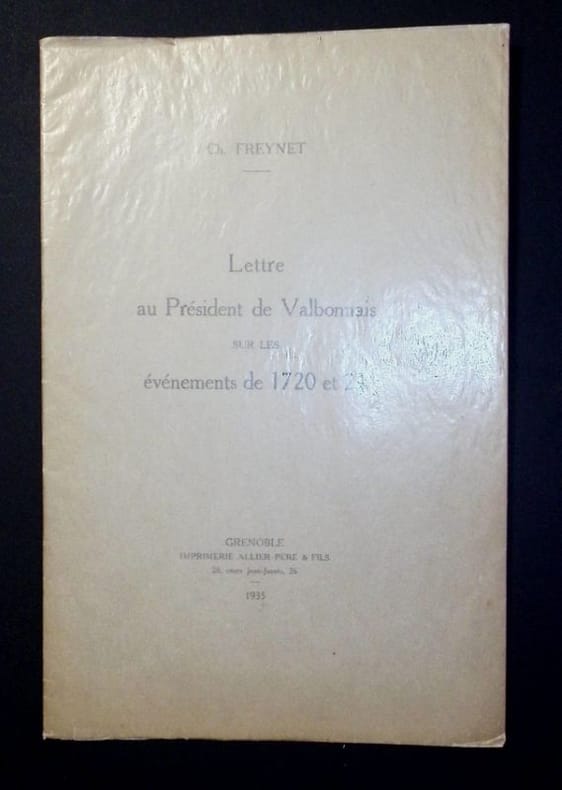 Ch. FREYNET
Lettre
au Président de Valbonnais
SUR LES
événements de 1720 et
GRENOBLE
IMPRIMERIE ALLIER PÈRE & FILS
26, cours Jean-Jaurès, 26
1935